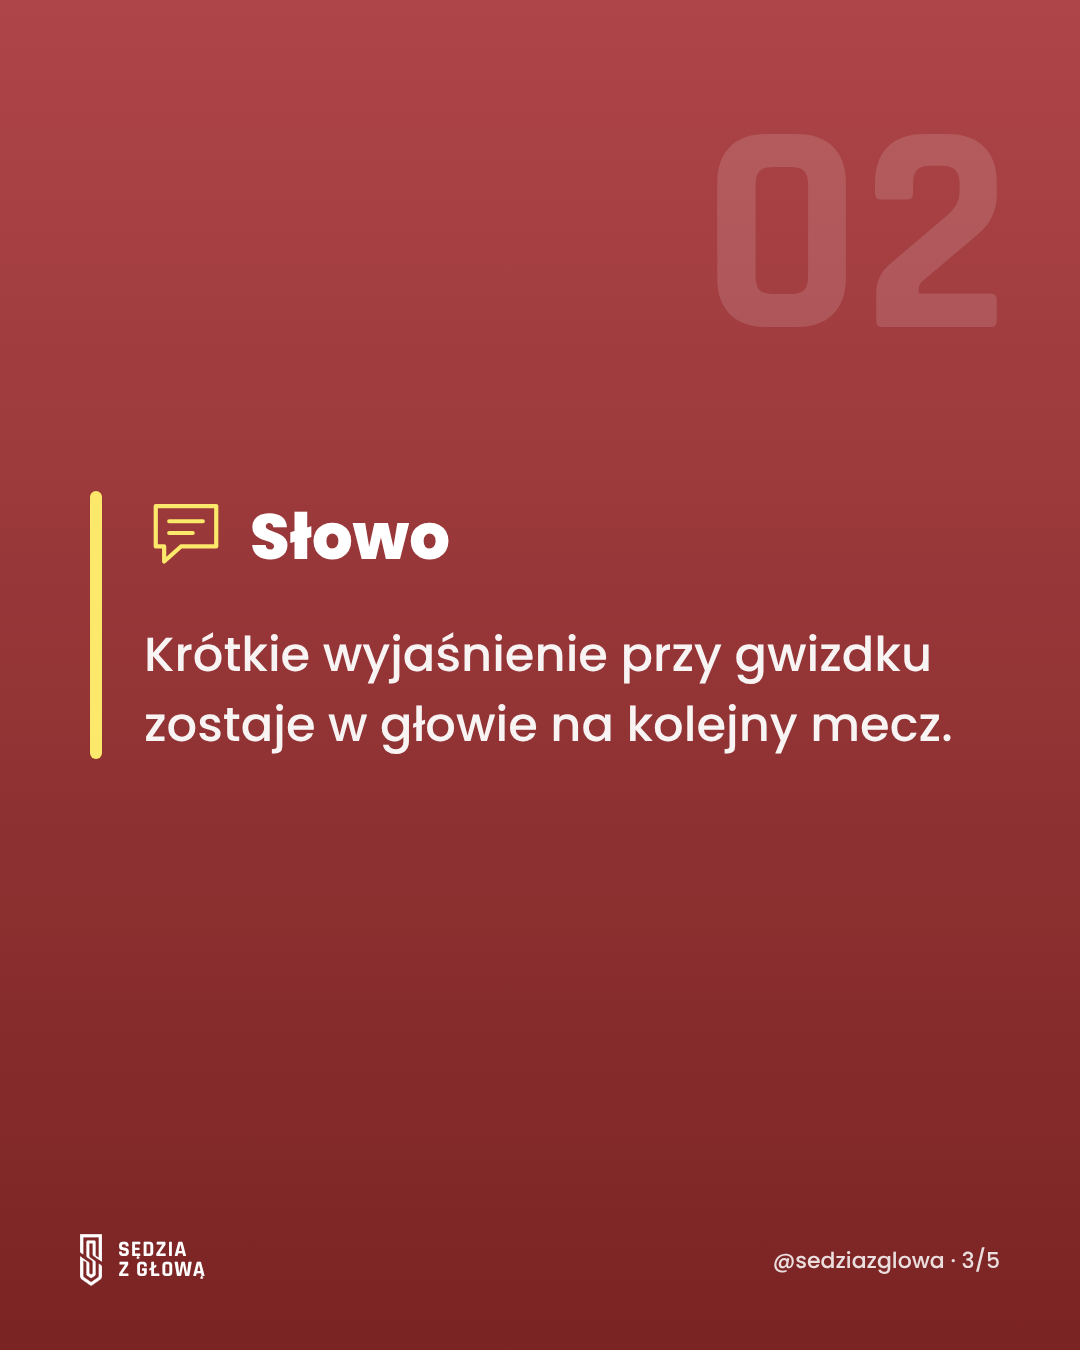 02
Słowo
Krótkie wyjaśnienie przy gwizdku
zostaje w głowie na kolejny mecz.
SĘDZIA
Z GŁOWĄ
@sedziazglowa · 3/5